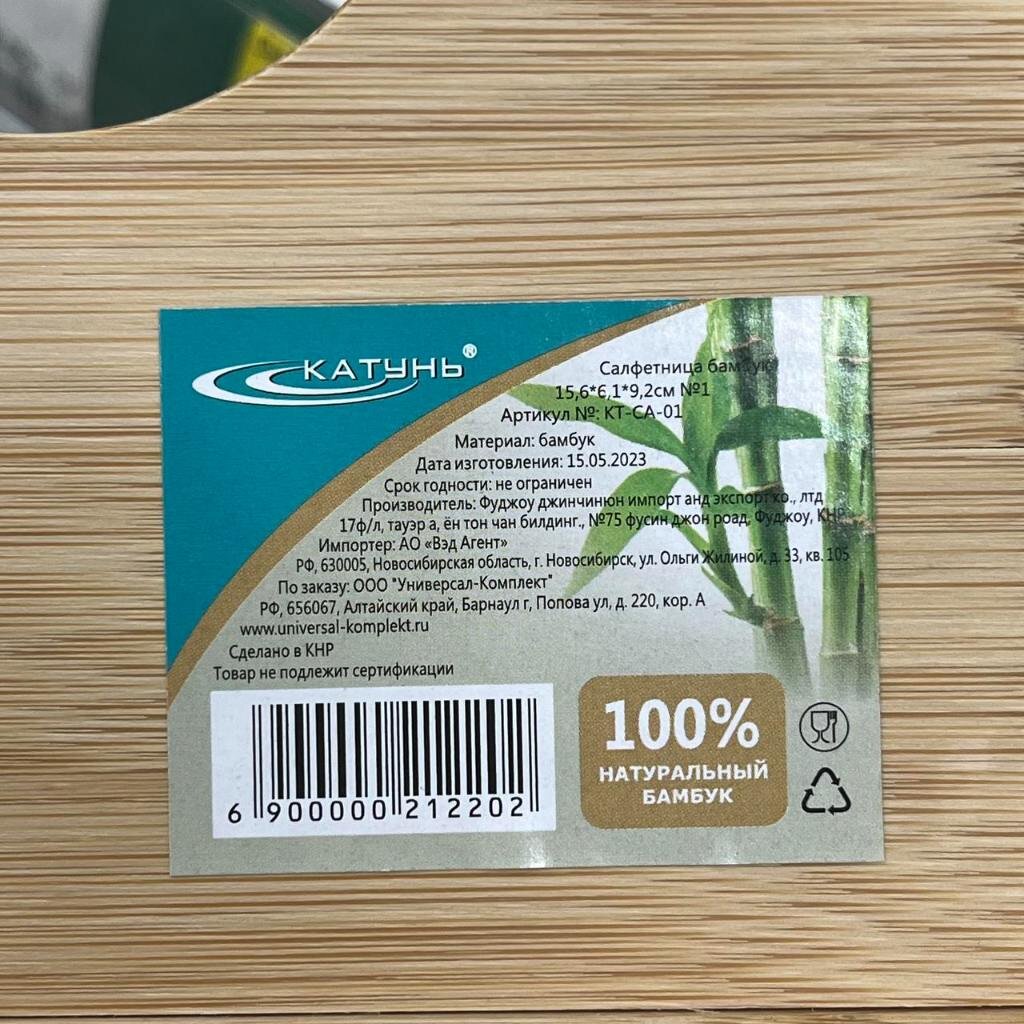 КАТУНЬ®
Салфетница бамбук
15,6*6,1*9,2см №1
Артикул №: КТ-СА-01
Материал: бамбук
Дата изготовления: 15.05.2023
Срок годности: не ограничен
Производитель: Фуджоу джинчинюн импорт анд экспорт ко., лтд
17ф/л, тауэр а, ён тон чан билдинг., №75 фусин джон роад, Фуджоу, КНР
Импортер: АО «Вэд Агент»
РФ, 630005, Новосибирская область, г. Новосибирск, ул. Ольги Жилиной, д. 33, кв. 105
По заказу: ООО "Универсал-Комплект"
РФ, 656067, Алтайский край, Барнаул г, Попова ул, д. 220, кор. А
www.universal-komplekt.ru
Сделано в КНР
Товар не подлежит сертификации
6 900000 212202
100%
НАТУРАЛЬНЫЙ
БАМБУК